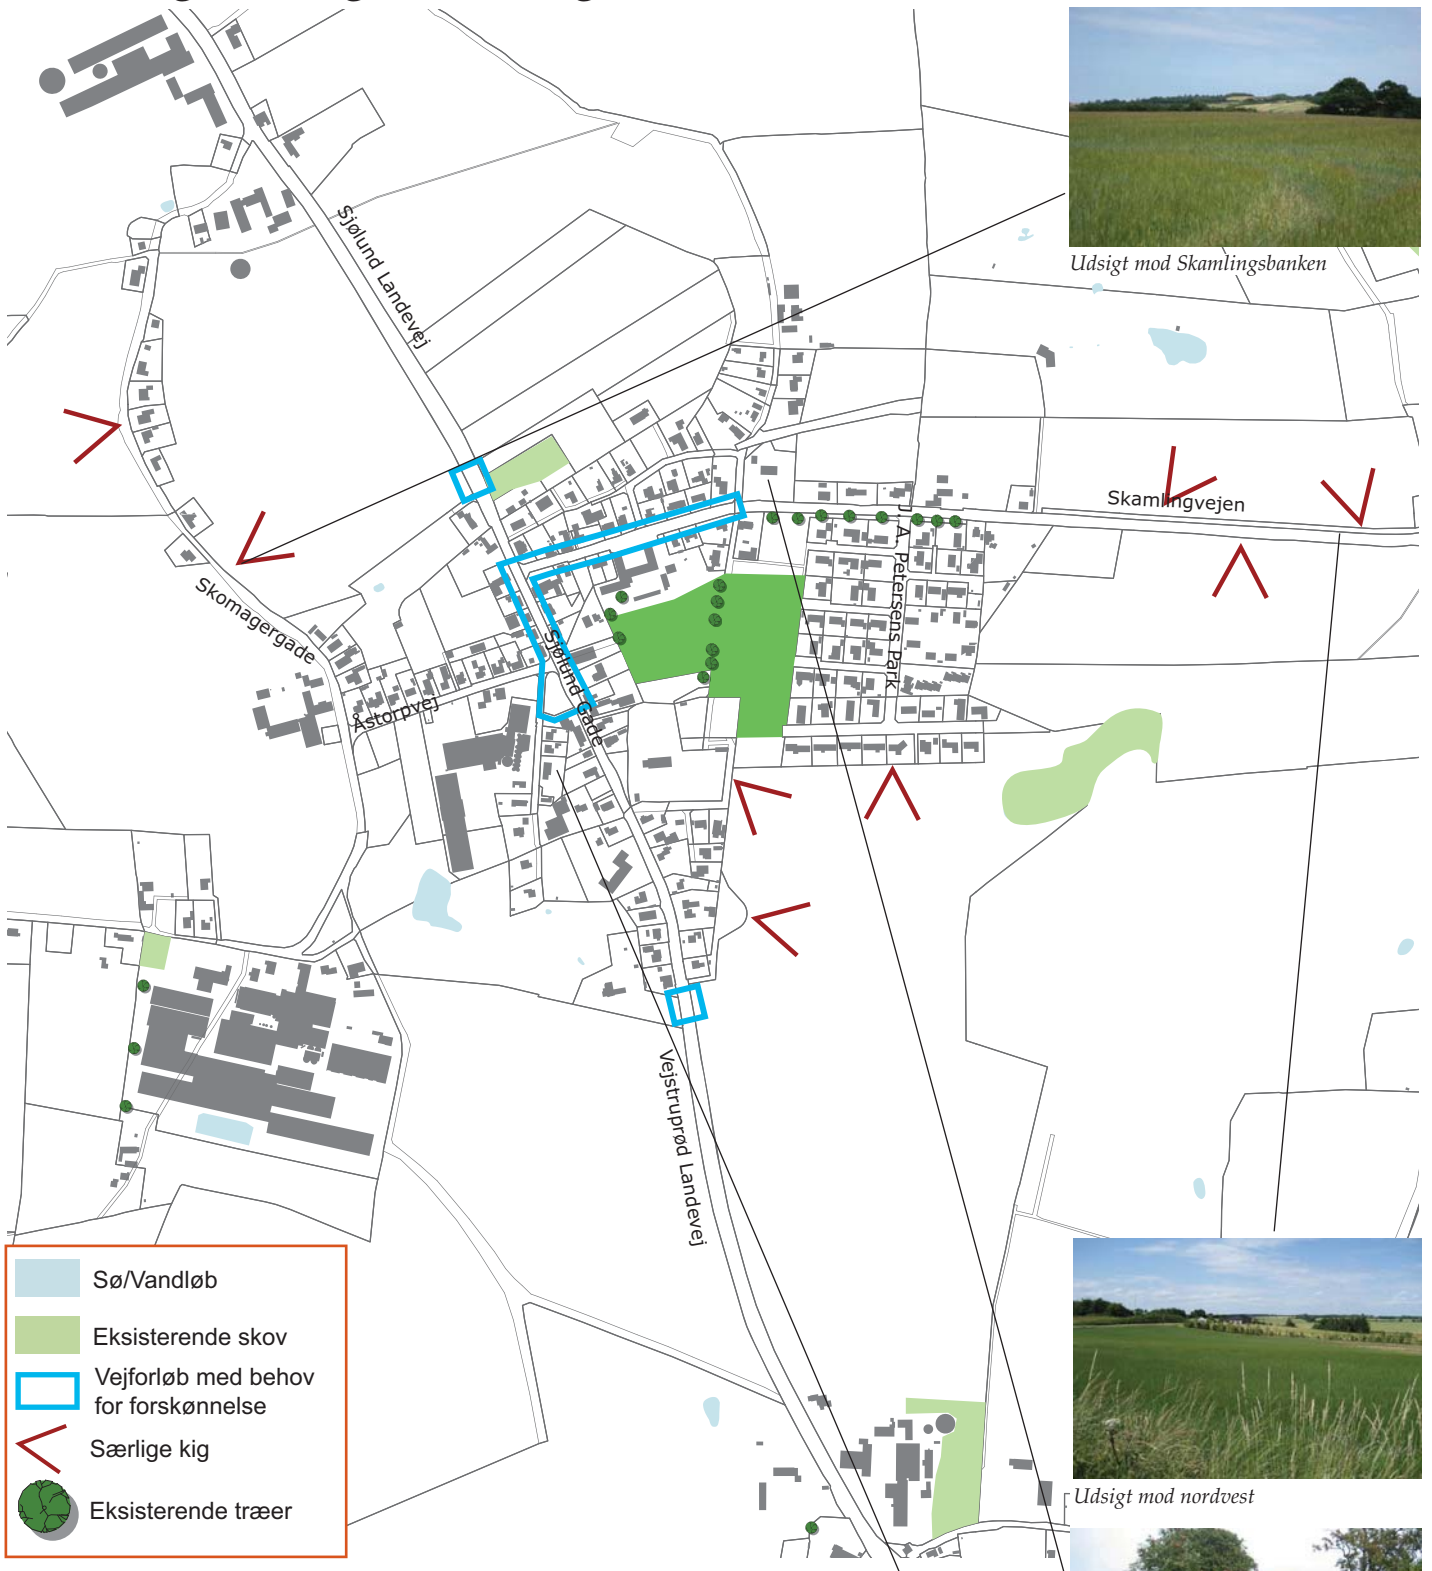 Udsigt mod Skamlingsbanken
Sjølund Landevej
Skamlingvejen
J. A. Petersens Park
Skomagergade
Sjølund Gade
Åstorpvej
Vejstruprød Landevej
Sø/Vandløb
Eksisterende skov
Vejforløb med behov
for forskønnelse
Særlige kig
Eksisterende træer
Udsigt mod nordvest